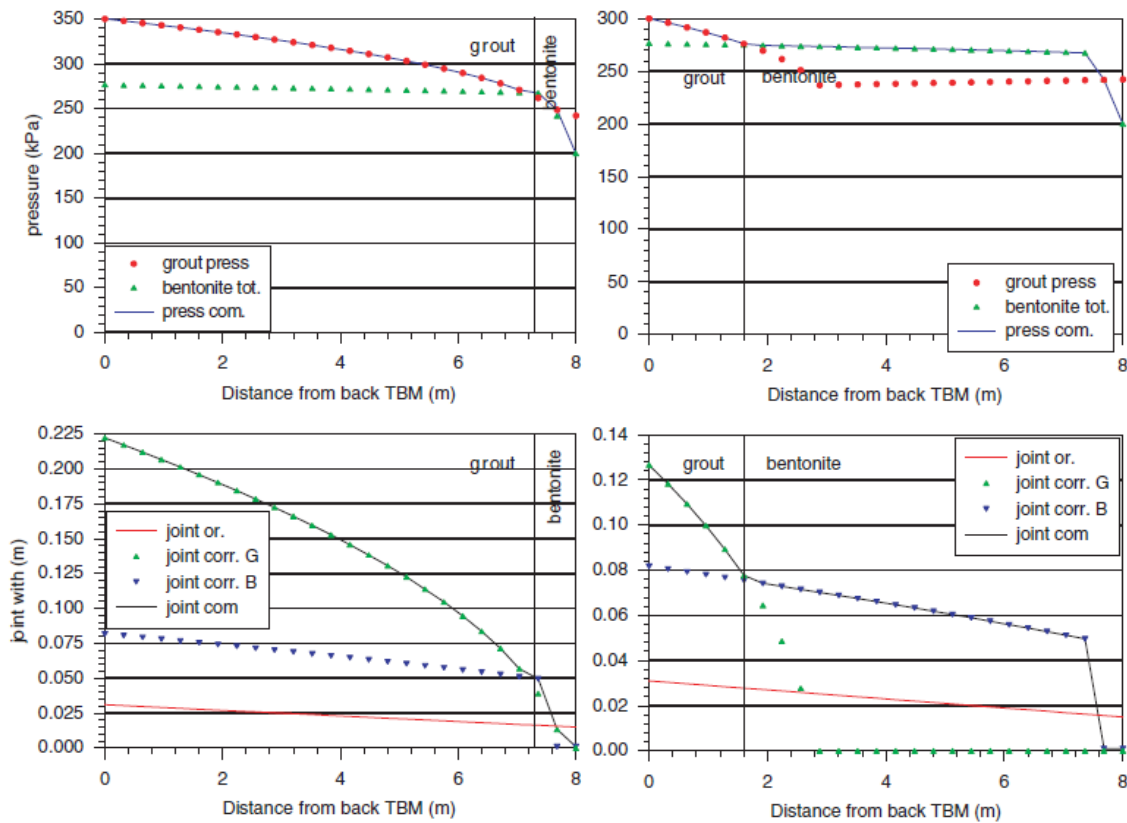 350
300
250
200
150
100
50
0
pressure (kPa)
grout
bentonite
grout press
bentonite tot.
press com.
0
2
4
6
8
Distance from back TBM (m)
300
250
200
150
100
50
0
grout
bentonite
grout press
bentonite tot.
press com.
0
2
4
6
8
Distance from back TBM (m)
0.225
0.200
0.175
0.150
0.125
0.100
0.075
0.050
0.025
0.000
joint with (m)
grout
bentonite
joint or.
joint corr. G
joint corr. B
joint com
0
2
4
6
8
Distance from back TBM (m)
0.14
0.12
0.10
0.08
0.06
0.04
0.02
0.00
grout
bentonite
joint or.
joint corr. G
joint corr. B
joint com
0
2
4
6
8
Distance from back TBM (m)